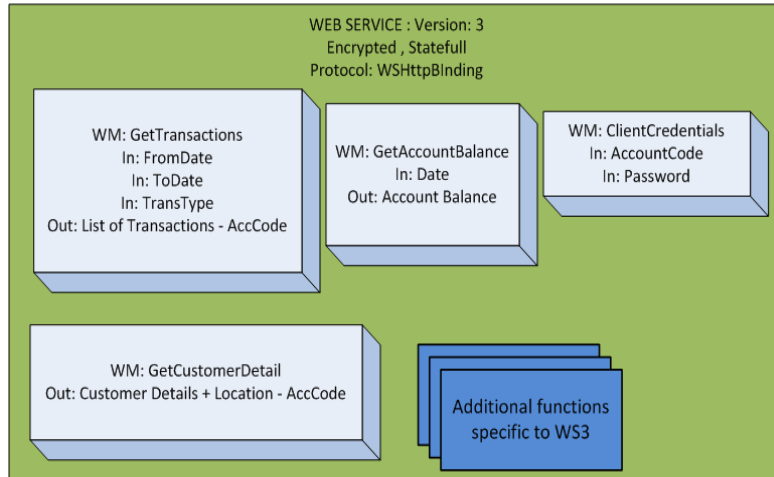 WEB SERVICE : Version: 3
Encrypted , Statefull
Protocol: WSHttpBInding
WM: GetTransactions
In: FromDate
In: ToDate
In: TransType
Out: List of Transactions - AccCode
WM: GetAccountBalance
In: Date
Out: Account Balance
WM: ClientCredentials
In: AccountCode
In: Password
WM: GetCustomerDetail
Out: Customer Details + Location - AccCode
Additional functions
specific to WS3